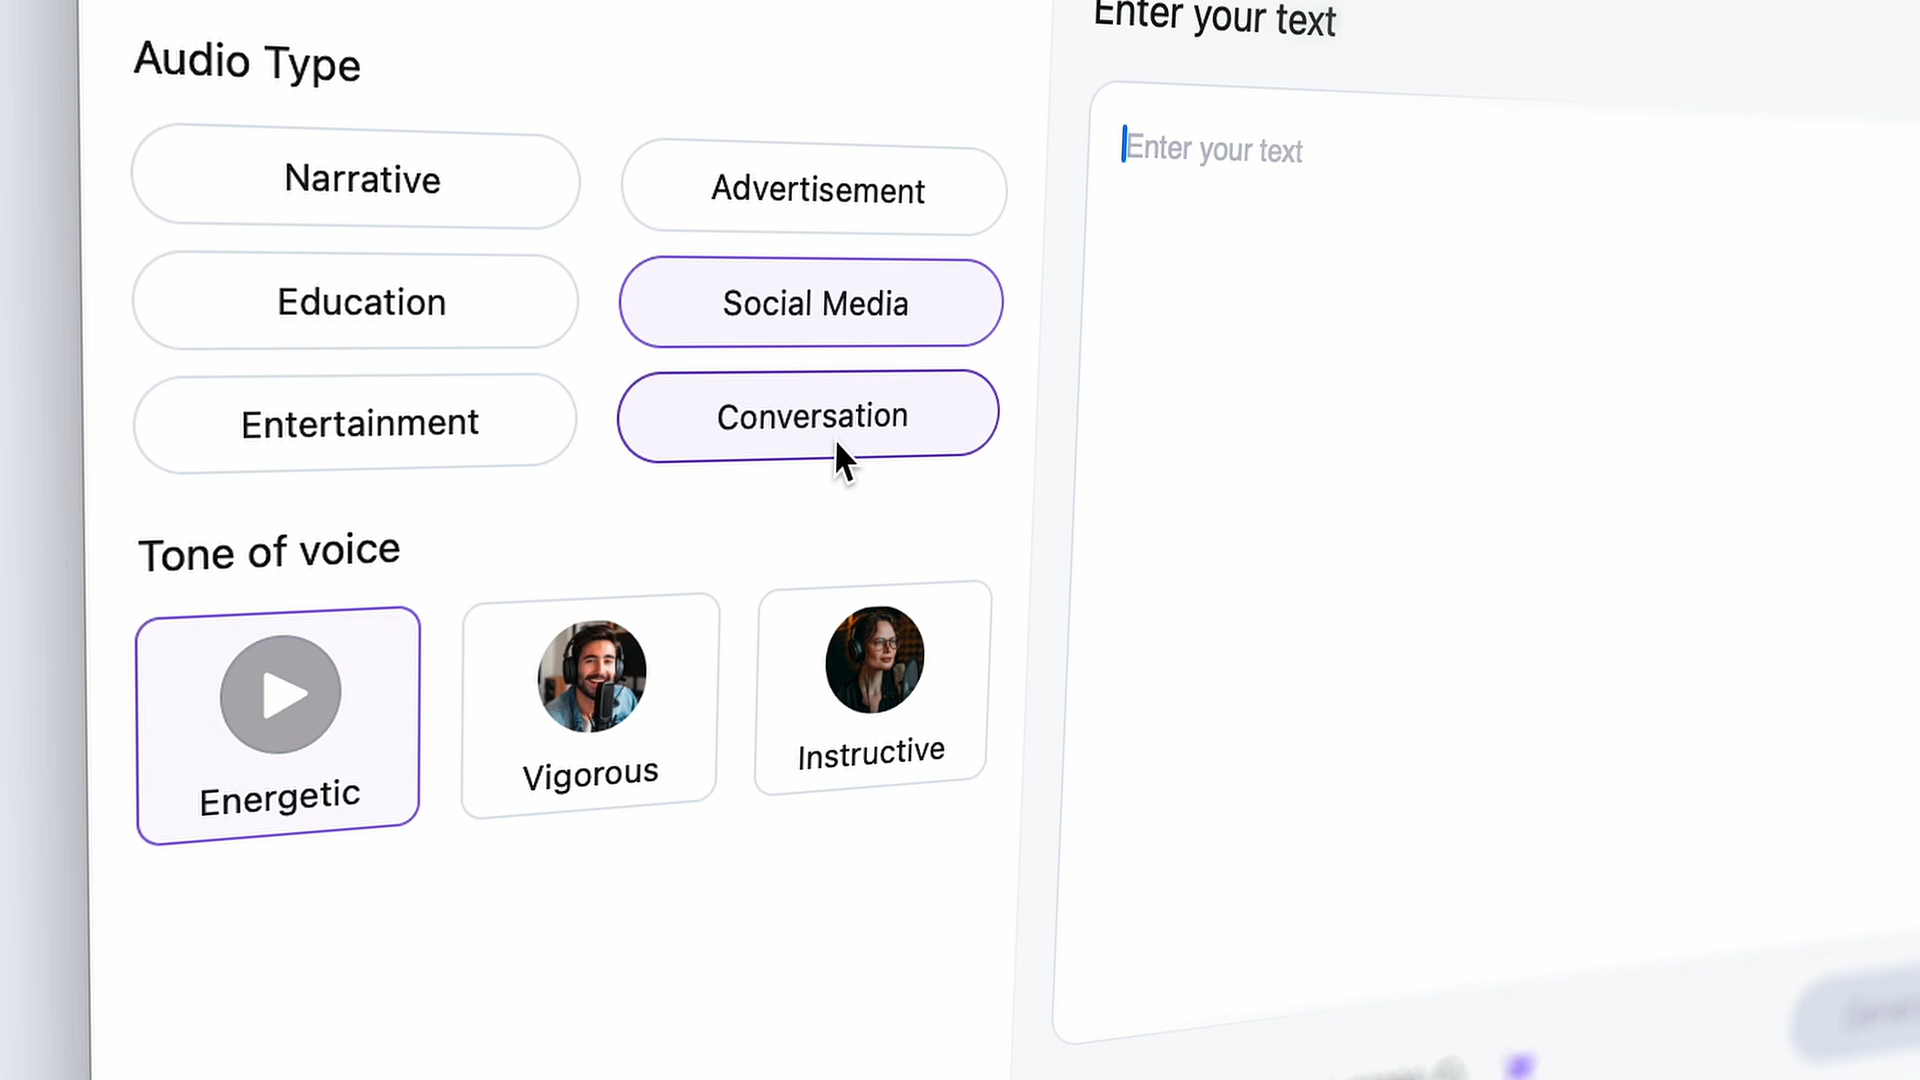 Audio Type
Narrative
Advertisement
Education
Social Media
Entertainment
Conversation
Tone of voice
Energetic
Vigorous
Instructive
Enter your text
Enter your text